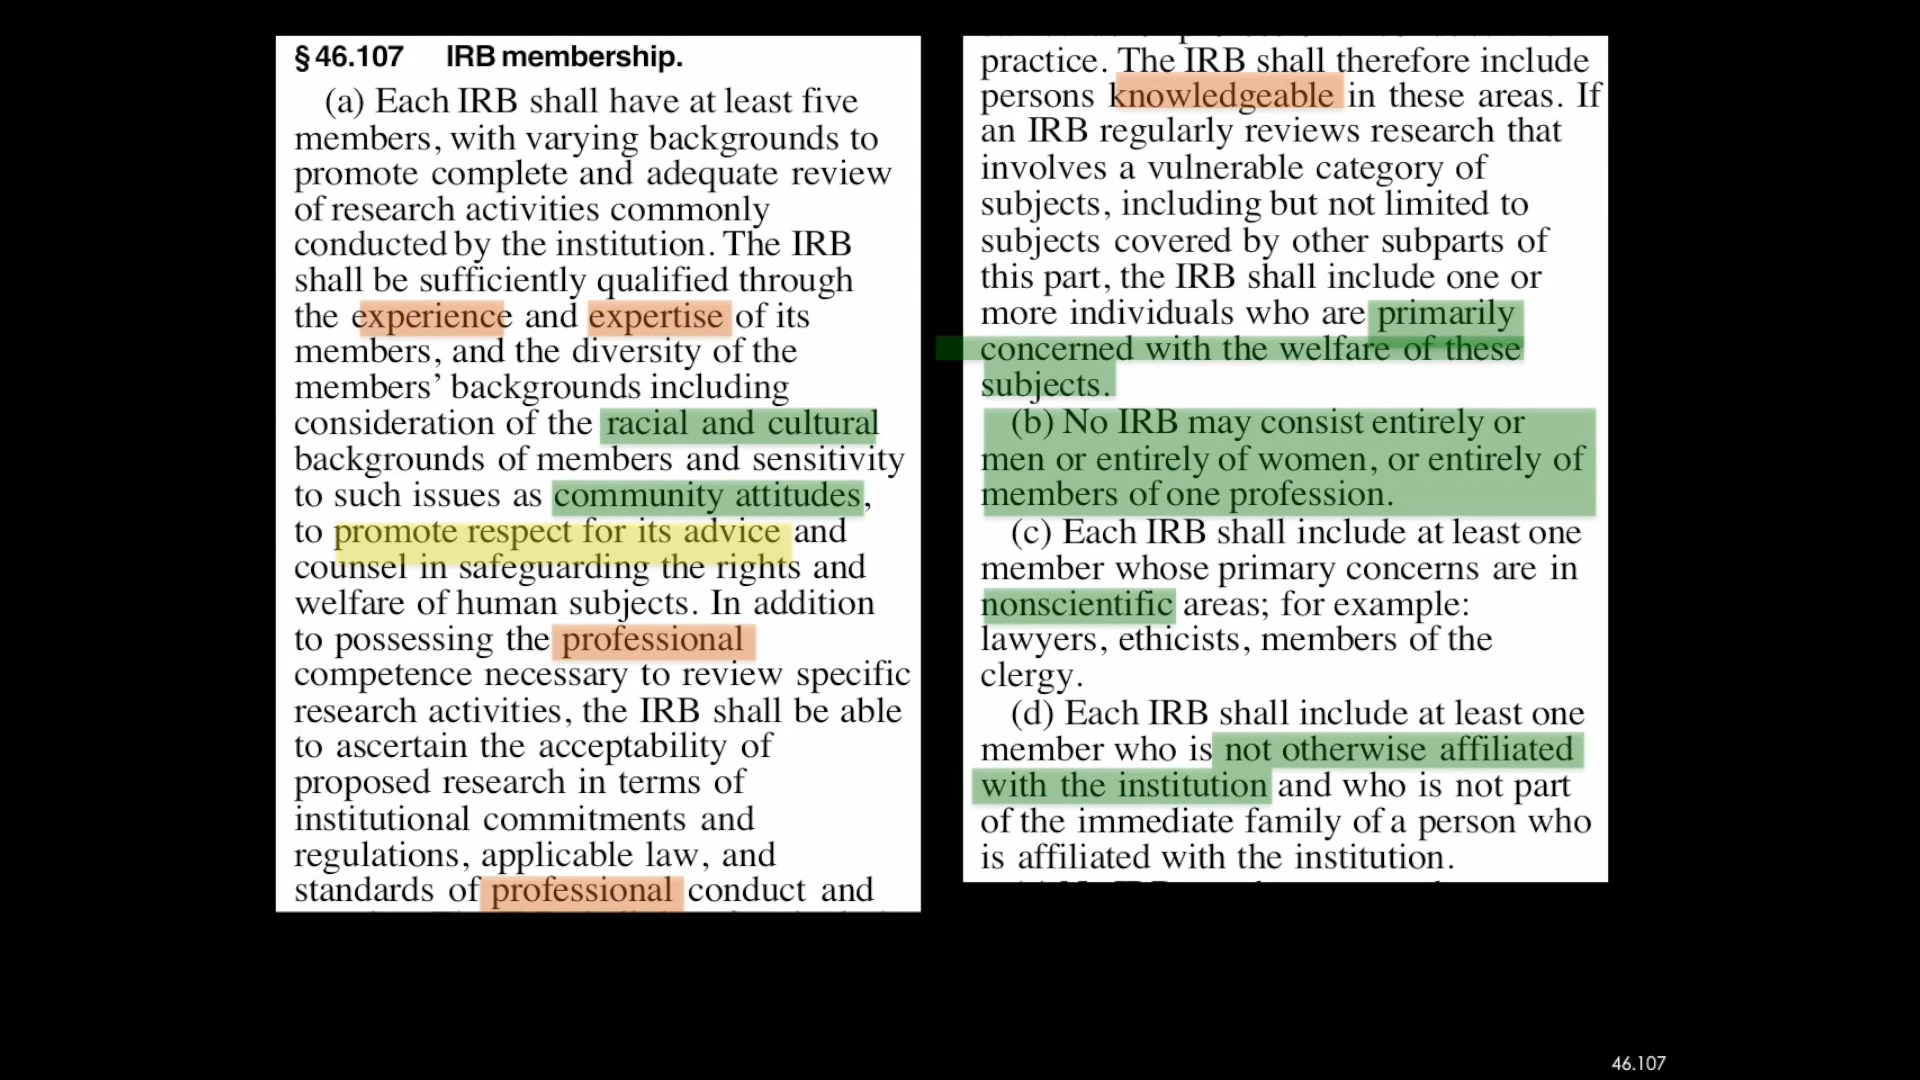 § 46.107 IRB membership.
(a) Each IRB shall have at least five
members, with varying backgrounds to
promote complete and adequate review
of research activities commonly
conducted by the institution. The IRB
shall be sufficiently qualified through
the experience and expertise of its
members, and the diversity of the
members’ backgrounds including
consideration of the racial and cultural
backgrounds of members and sensitivity
to such issues as community attitudes,
to promote respect for its advice and
counsel in safeguarding the rights and
welfare of human subjects. In addition
to possessing the professional
competence necessary to review specific
research activities, the IRB shall be able
to ascertain the acceptability of
proposed research in terms of
institutional commitments and
regulations, applicable law, and
standards of professional conduct and
practice. The IRB shall therefore include
persons knowledgeable in these areas. If
an IRB regularly reviews research that
involves a vulnerable category of
subjects, including but not limited to
subjects covered by other subparts of
this part, the IRB shall include one or
more individuals who are primarily
concerned with the welfare of these
subjects.
(b) No IRB may consist entirely or
men or entirely of women, or entirely of
members of one profession.
(c) Each IRB shall include at least one
member whose primary concerns are in
nonscientific areas; for example:
lawyers, ethicists, members of the
clergy.
(d) Each IRB shall include at least one
member who is not otherwise affiliated
with the institution and who is not part
of the immediate family of a person who
is affiliated with the institution.
46.107